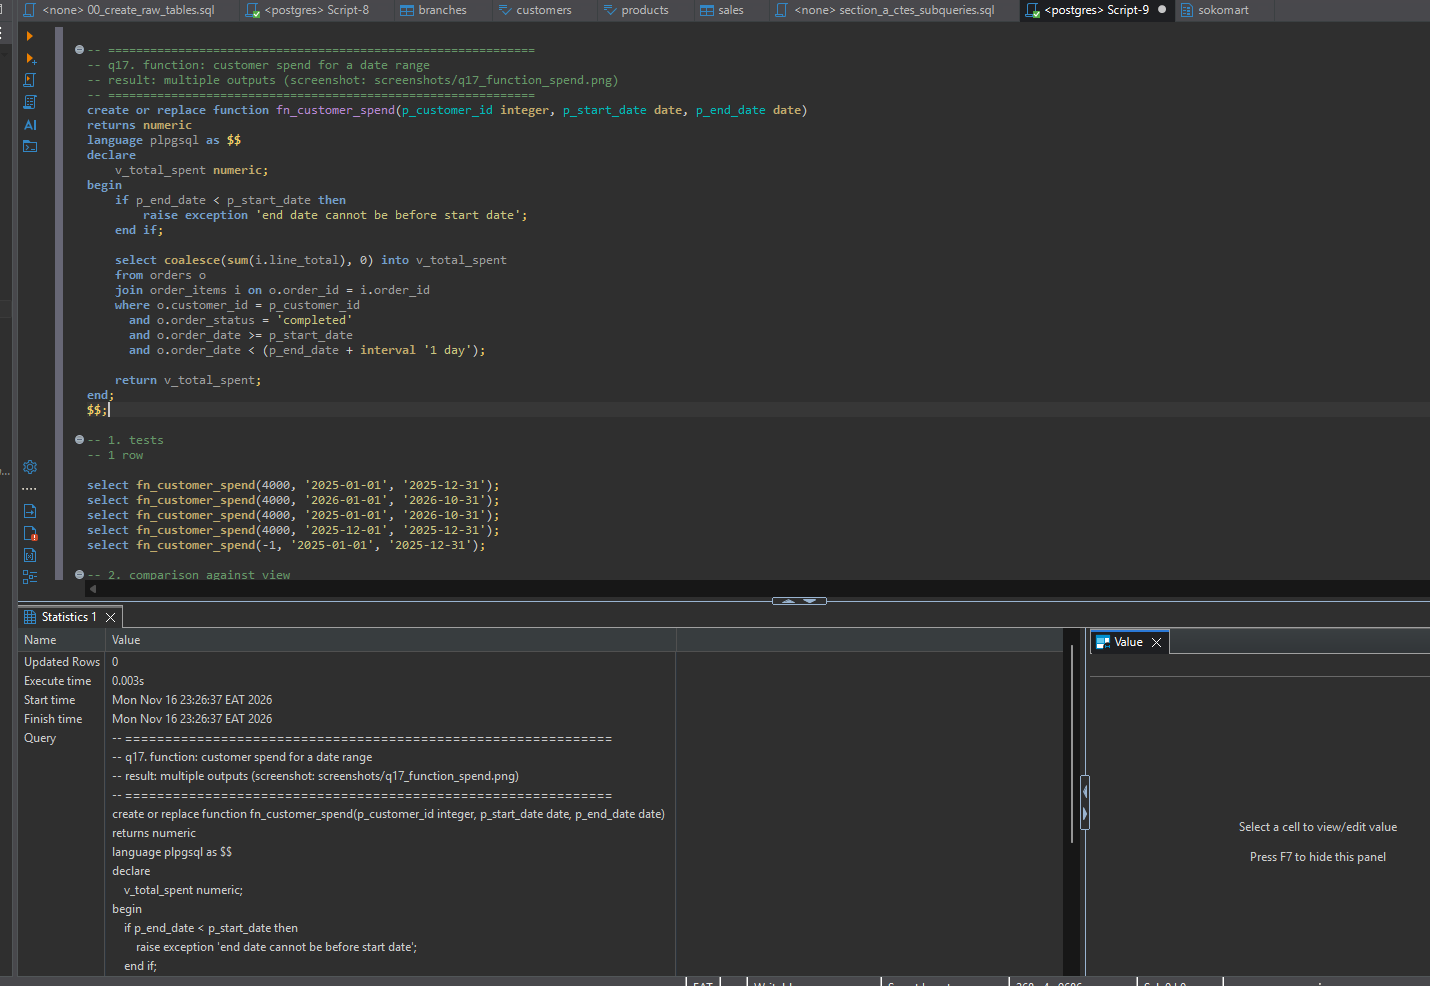 <none> 00_create_raw_tables.sql
<postgres> Script-8
branches
customers
products
sales
<none> section_a_ctes_subqueries.sql
<postgres> Script-9
sokomart
-- =============================================================
-- q17. function: customer spend for a date range
-- result: multiple outputs (screenshot: screenshots/q17_function_spend.png)
-- =============================================================
create or replace function fn_customer_spend(p_customer_id integer, p_start_date date, p_end_date date)
returns numeric
language plpgsql as $$
declare
v_total_spent numeric;
begin
if p_end_date < p_start_date then
raise exception 'end date cannot be before start date';
end if;
select coalesce(sum(i.line_total), 0) into v_total_spent
from orders o
join order_items i on o.order_id = i.order_id
where o.customer_id = p_customer_id
and o.order_status = 'completed'
and o.order_date >= p_start_date
and o.order_date < (p_end_date + interval '1 day');
return v_total_spent;
end;
$$;
-- 1. tests
-- 1 row
select fn_customer_spend(4000, '2025-01-01', '2025-12-31');
select fn_customer_spend(4000, '2026-01-01', '2026-10-31');
select fn_customer_spend(4000, '2025-01-01', '2026-10-31');
select fn_customer_spend(4000, '2025-12-01', '2025-12-31');
select fn_customer_spend(-1, '2025-01-01', '2025-12-31');
-- 2. comparison against view
AI
Statistics 1
Name Value
Updated Rows 0
Execute time 0.003s
Start time Mon Nov 16 23:26:37 EAT 2026
Finish time Mon Nov 16 23:26:37 EAT 2026
Query -- =============================================================
-- q17. function: customer spend for a date range
-- result: multiple outputs (screenshot: screenshots/q17_function_spend.png)
-- =============================================================
create or replace function fn_customer_spend(p_customer_id integer, p_start_date date, p_end_date date)
returns numeric
language plpgsql as $$
declare
v_total_spent numeric;
begin
if p_end_date < p_start_date then
raise exception 'end date cannot be before start date';
end if;
Value
Select a cell to view/edit value
Press F7 to hide this panel
EAT